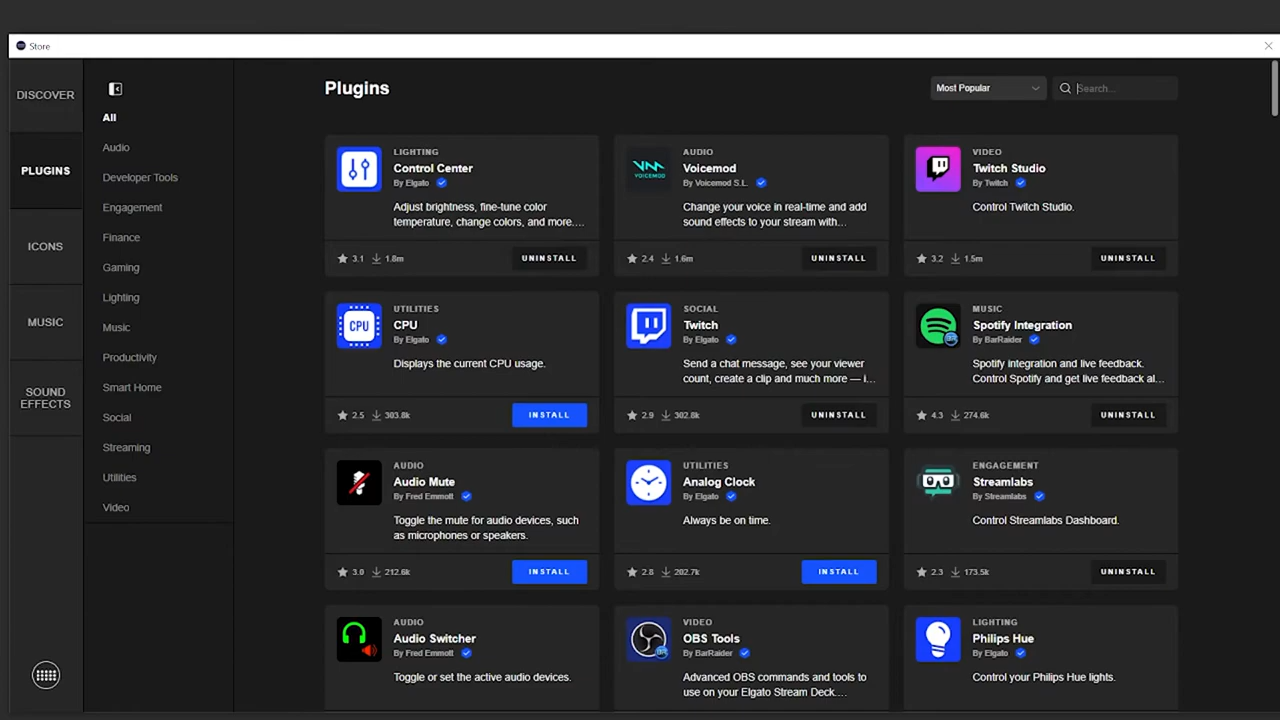 Store
DISCOVER
PLUGINS
ICONS
MUSIC
SOUND
EFFECTS
All
Audio
Developer Tools
Engagement
Finance
Gaming
Lighting
Music
Productivity
Smart Home
Social
Streaming
Utilities
Video
Plugins
Most Popular
Search...
LIGHTING
Control Center
By Elgato
Adjust brightness, fine-tune color
temperature, change colors, and more....
3.1 1.8m UNINSTALL
VOICEMOD
AUDIO
Voicemod
By Voicemod S.L.
Change your voice in real-time and add
sound effects to your stream with...
2.4 1.6m UNINSTALL
VIDEO
Twitch Studio
By Twitch
Control Twitch Studio.
3.2 1.5m UNINSTALL
CPU
UTILITIES
CPU
By Elgato
Displays the current CPU usage.
2.5 303.8k INSTALL
SOCIAL
Twitch
By Elgato
Send a chat message, see your viewer
count, create a clip and much more — i...
2.9 302.8k UNINSTALL
MUSIC
Spotify Integration
By BarRaider
Spotify integration and live feedback.
Control Spotify and get live feedback al...
4.3 274.6k UNINSTALL
AUDIO
Audio Mute
By Fred Emmott
Toggle the mute for audio devices, such
as microphones or speakers.
3.0 212.6k INSTALL
UTILITIES
Analog Clock
By Elgato
Always be on time.
2.8 202.7k INSTALL
ENGAGEMENT
Streamlabs
By Streamlabs
Control Streamlabs Dashboard.
2.3 173.5k UNINSTALL
AUDIO
Audio Switcher
By Fred Emmott
Toggle or set the active audio devices.
VIDEO
OBS Tools
By BarRaider
Advanced OBS commands and tools to
use on your Elgato Stream Deck....
LIGHTING
Philips Hue
By Elgato
Control your Philips Hue lights.